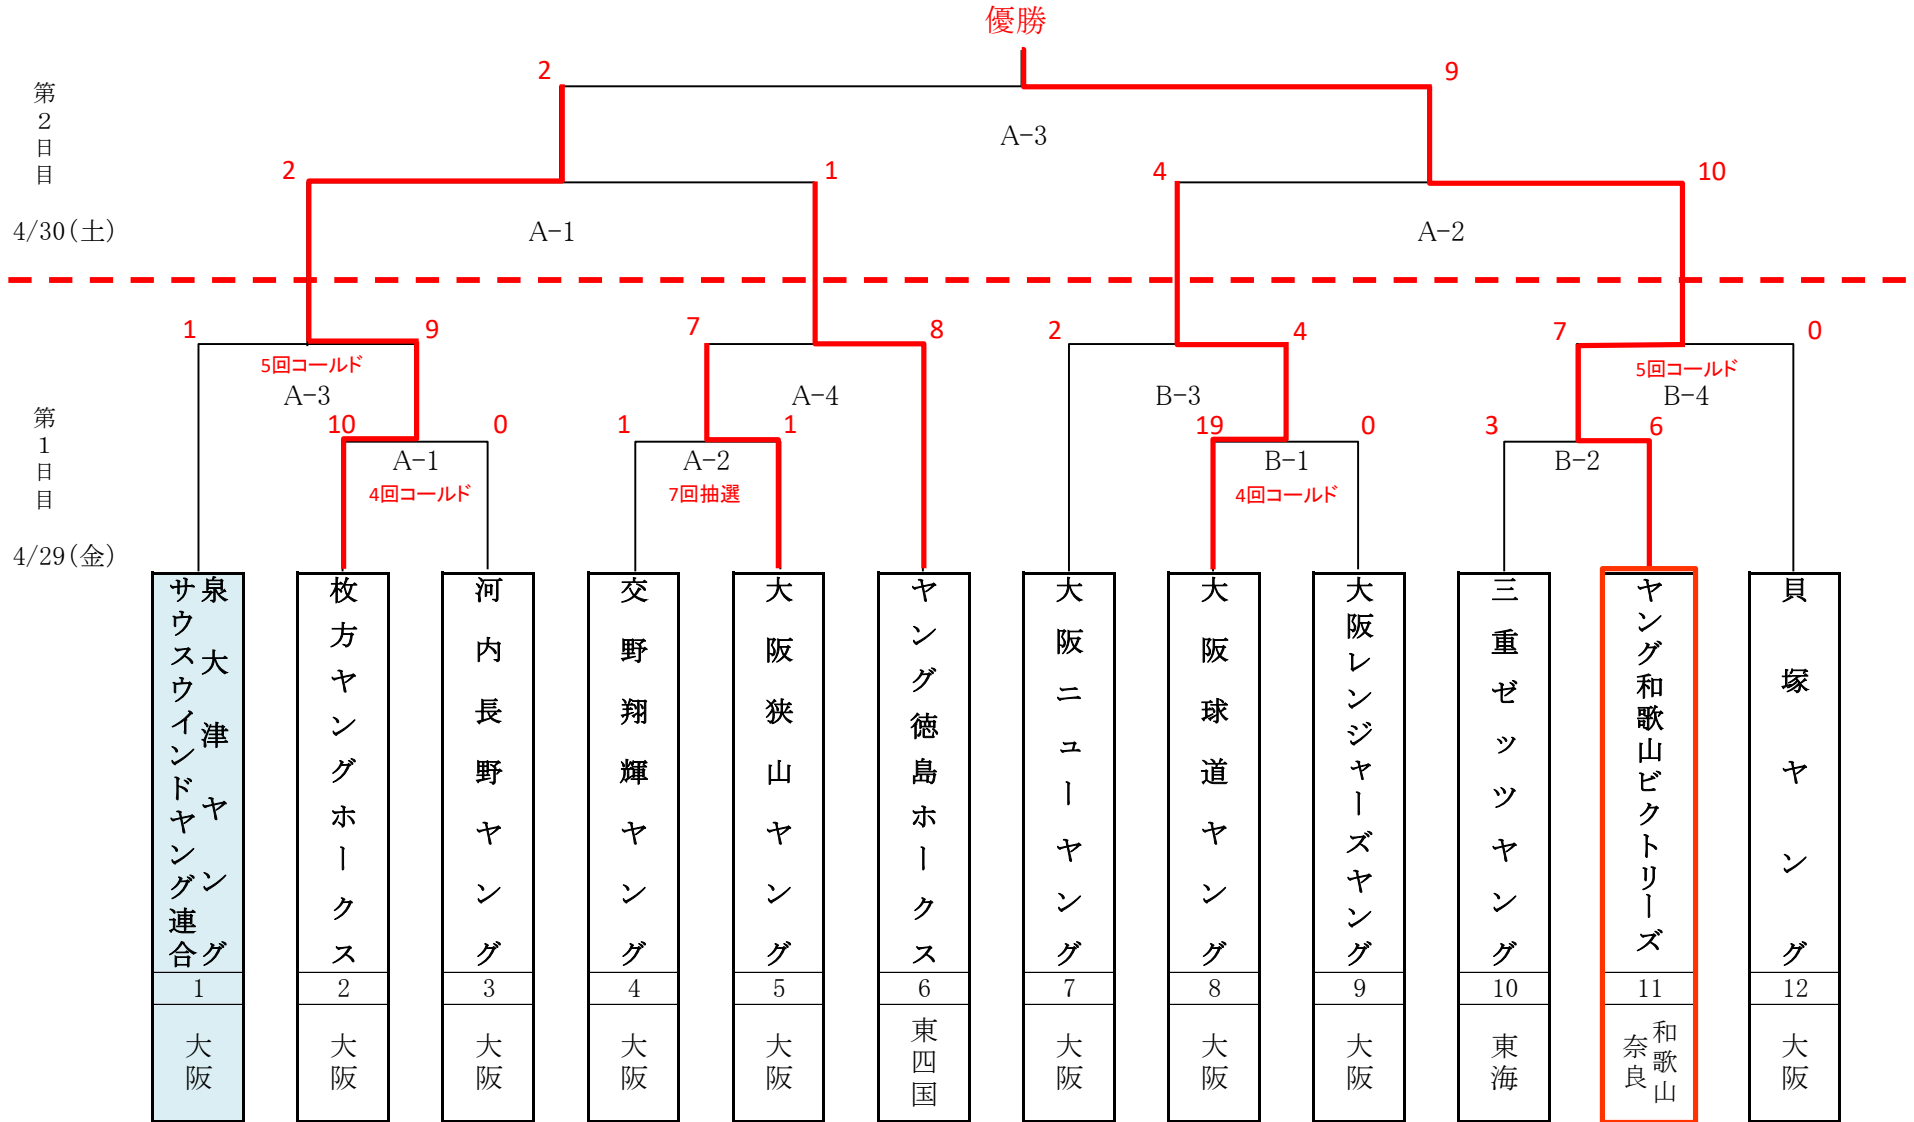 優勝
2
9
第2日目
A-3
2
1
4
10
4/30(土)
A-1
A-2
1
9
7
8
2
4
7
0
5回コールド
5回コールド
A-3
A-4
B-3
B-4
第1日目
10
0
1
1
19
0
3
6
A-1
A-2
B-1
B-2
4回コールド
7回抽選
4回コールド
4/29(金)
泉大津ヤング
サウスウインドヤング連合
枚方ヤングホークス
河内長野ヤング
交野翔輝ヤング
大阪狭山ヤング
ヤング徳島ホークス
大阪ニューヤング
大阪球道ヤング
大阪レンジャーズヤング
三重ゼッツヤング
ヤング和歌山ビクトリーズ
貝塚ヤング
1
2
3
4
5
6
7
8
9
10
11
12
大阪
大阪
大阪
大阪
大阪
東四国
大阪
大阪
大阪
東海
和歌山
奈良
大阪